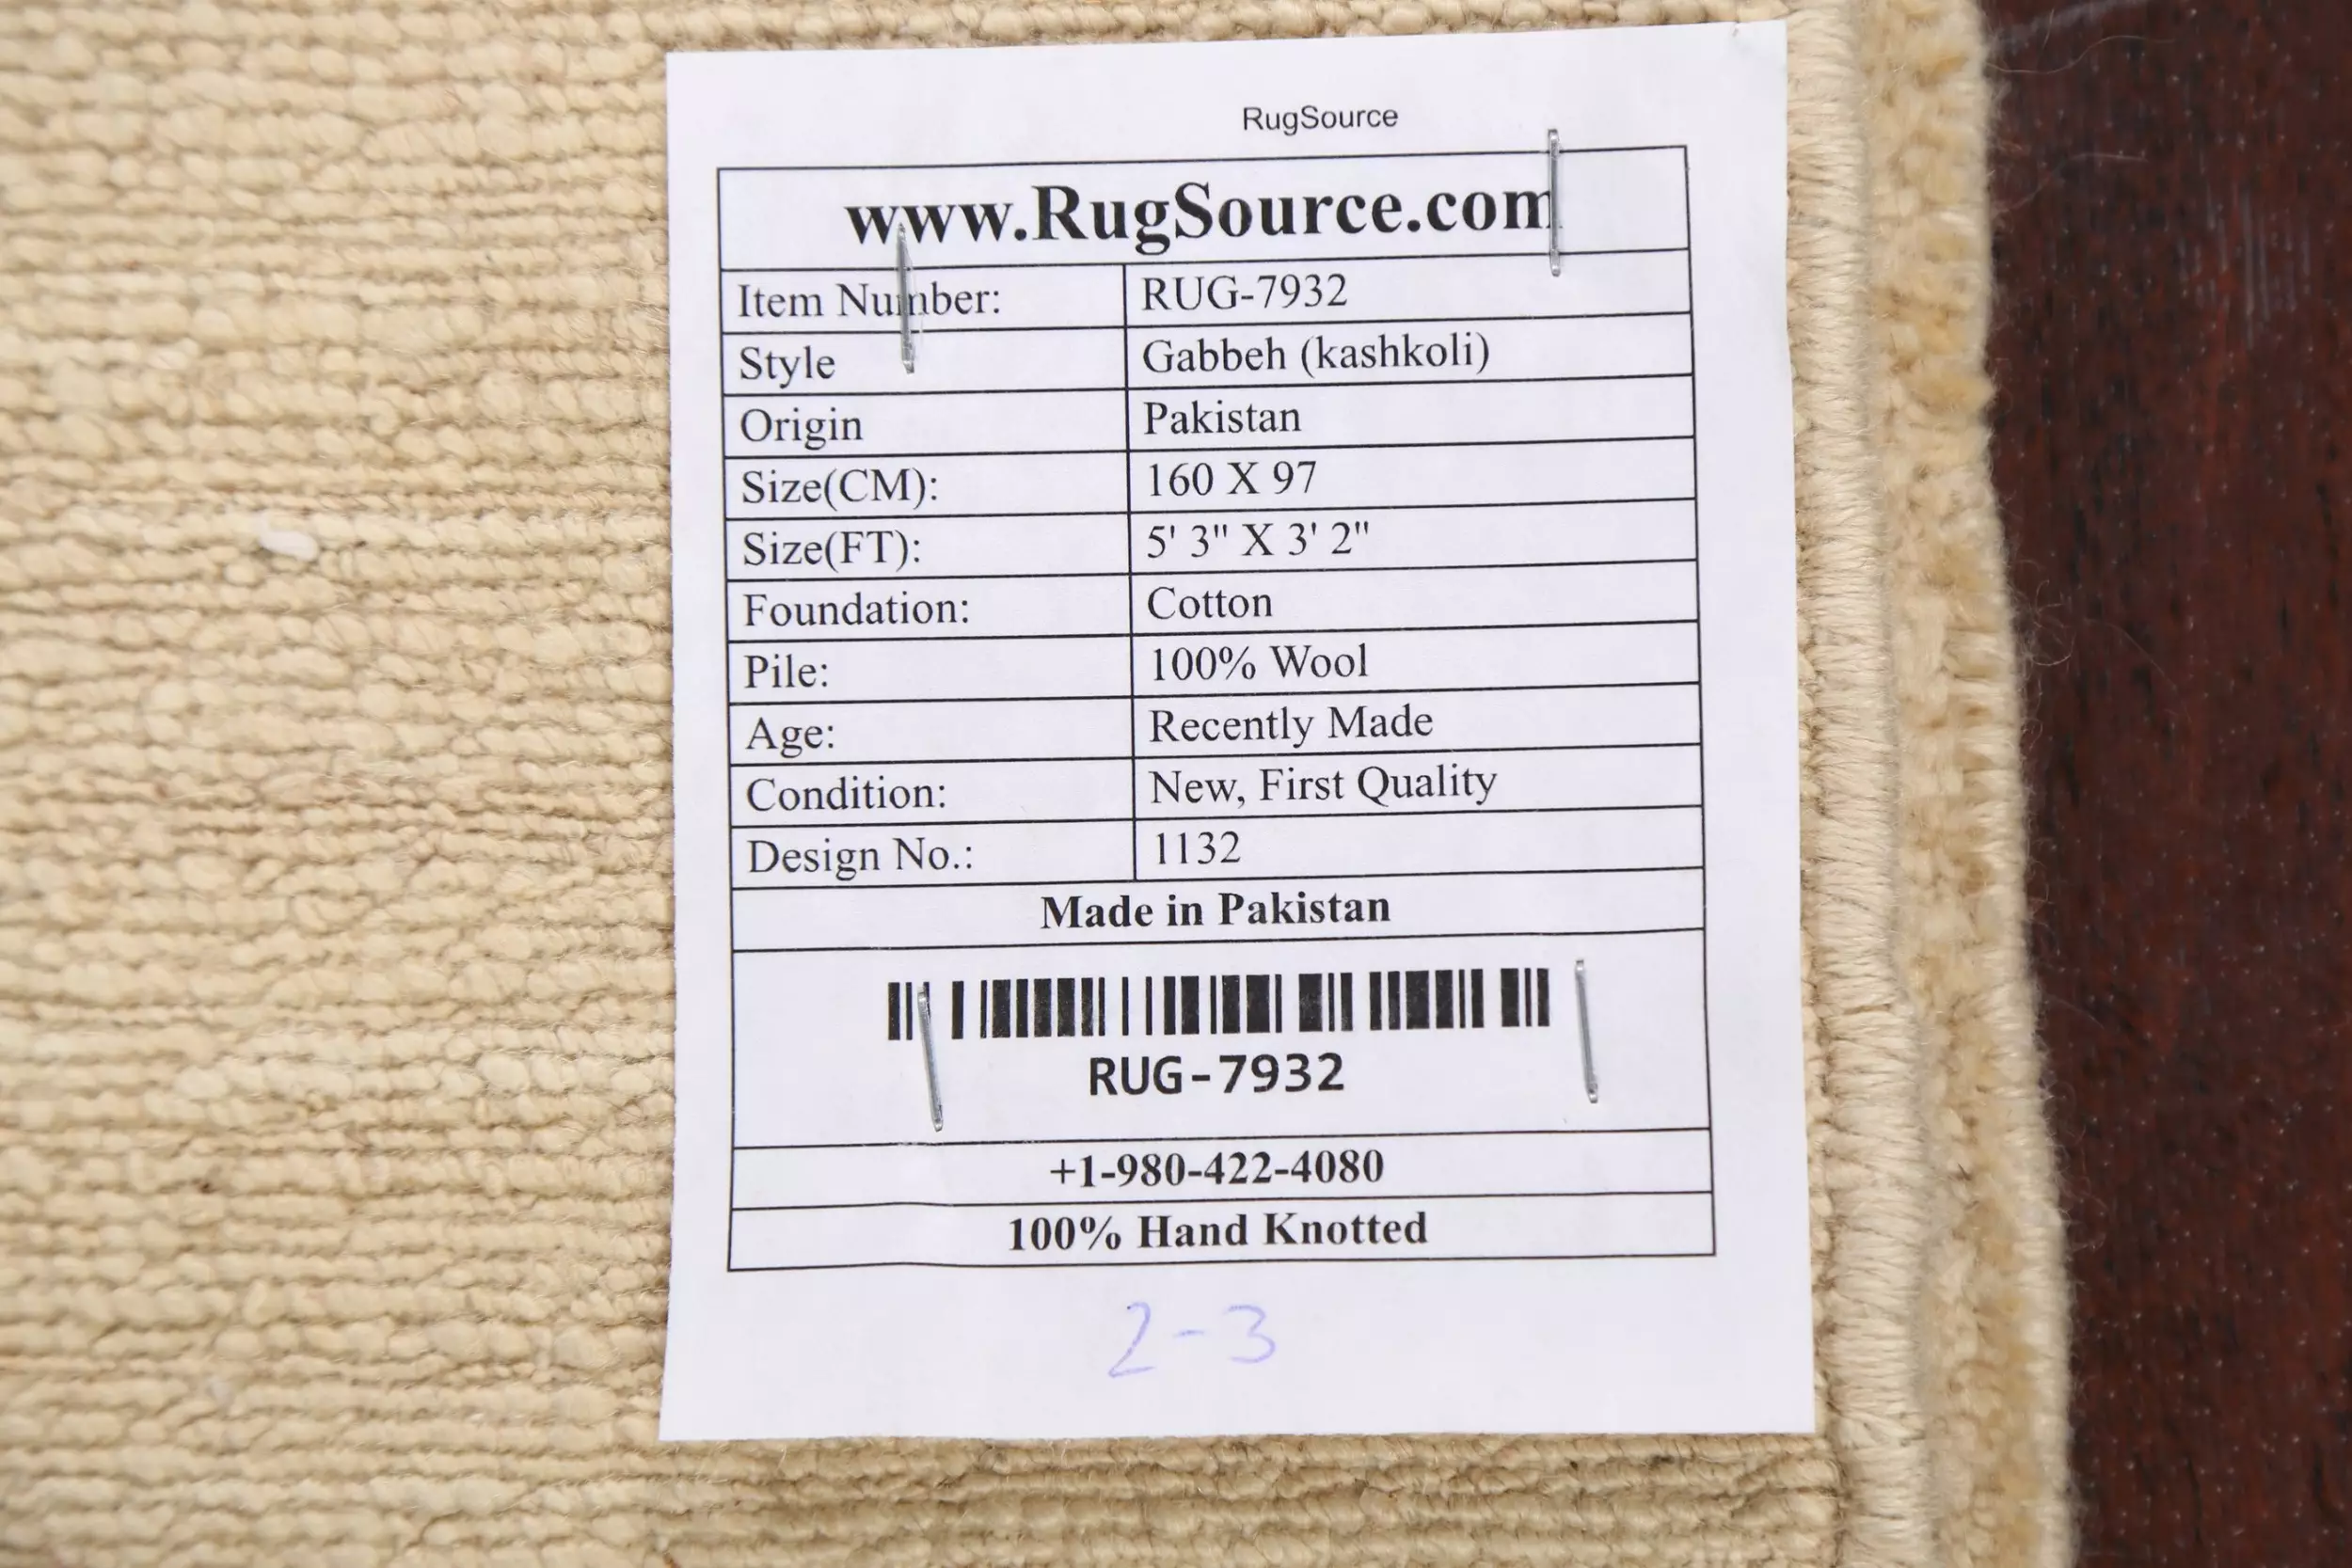 RugSource
www.RugSource.com
Item Number: RUG-7932
Style Gabbeh (kashkoli)
Origin Pakistan
Size(CM): 160 X 97
Size(FT): 5' 3" X 3' 2"
Foundation: Cotton
Pile: 100% Wool
Age: Recently Made
Condition: New, First Quality
Design No.: 1132
Made in Pakistan
RUG-7932
+1-980-422-4080
100% Hand Knotted
2-3